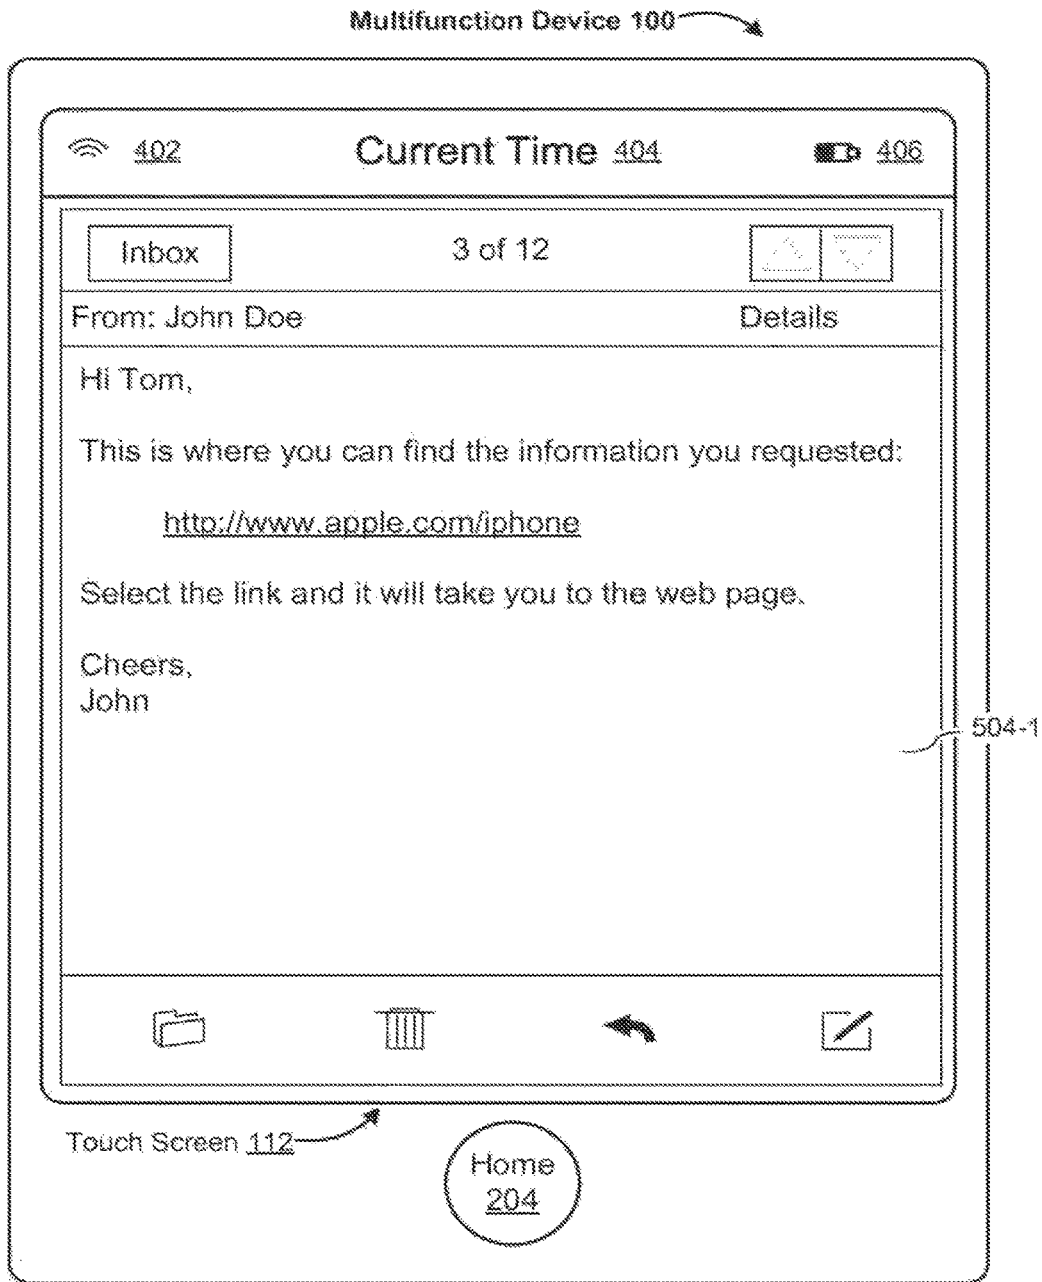 Multifunction Device 100
402
Current Time 404
406
Inbox
3 of 12
From: John Doe
Details
Hi Tom,
This is where you can find the information you requested:
http://www.apple.com/iphone
Select the link and it will take you to the web page.
Cheers,
John
504-1
Touch Screen 112
Home
204